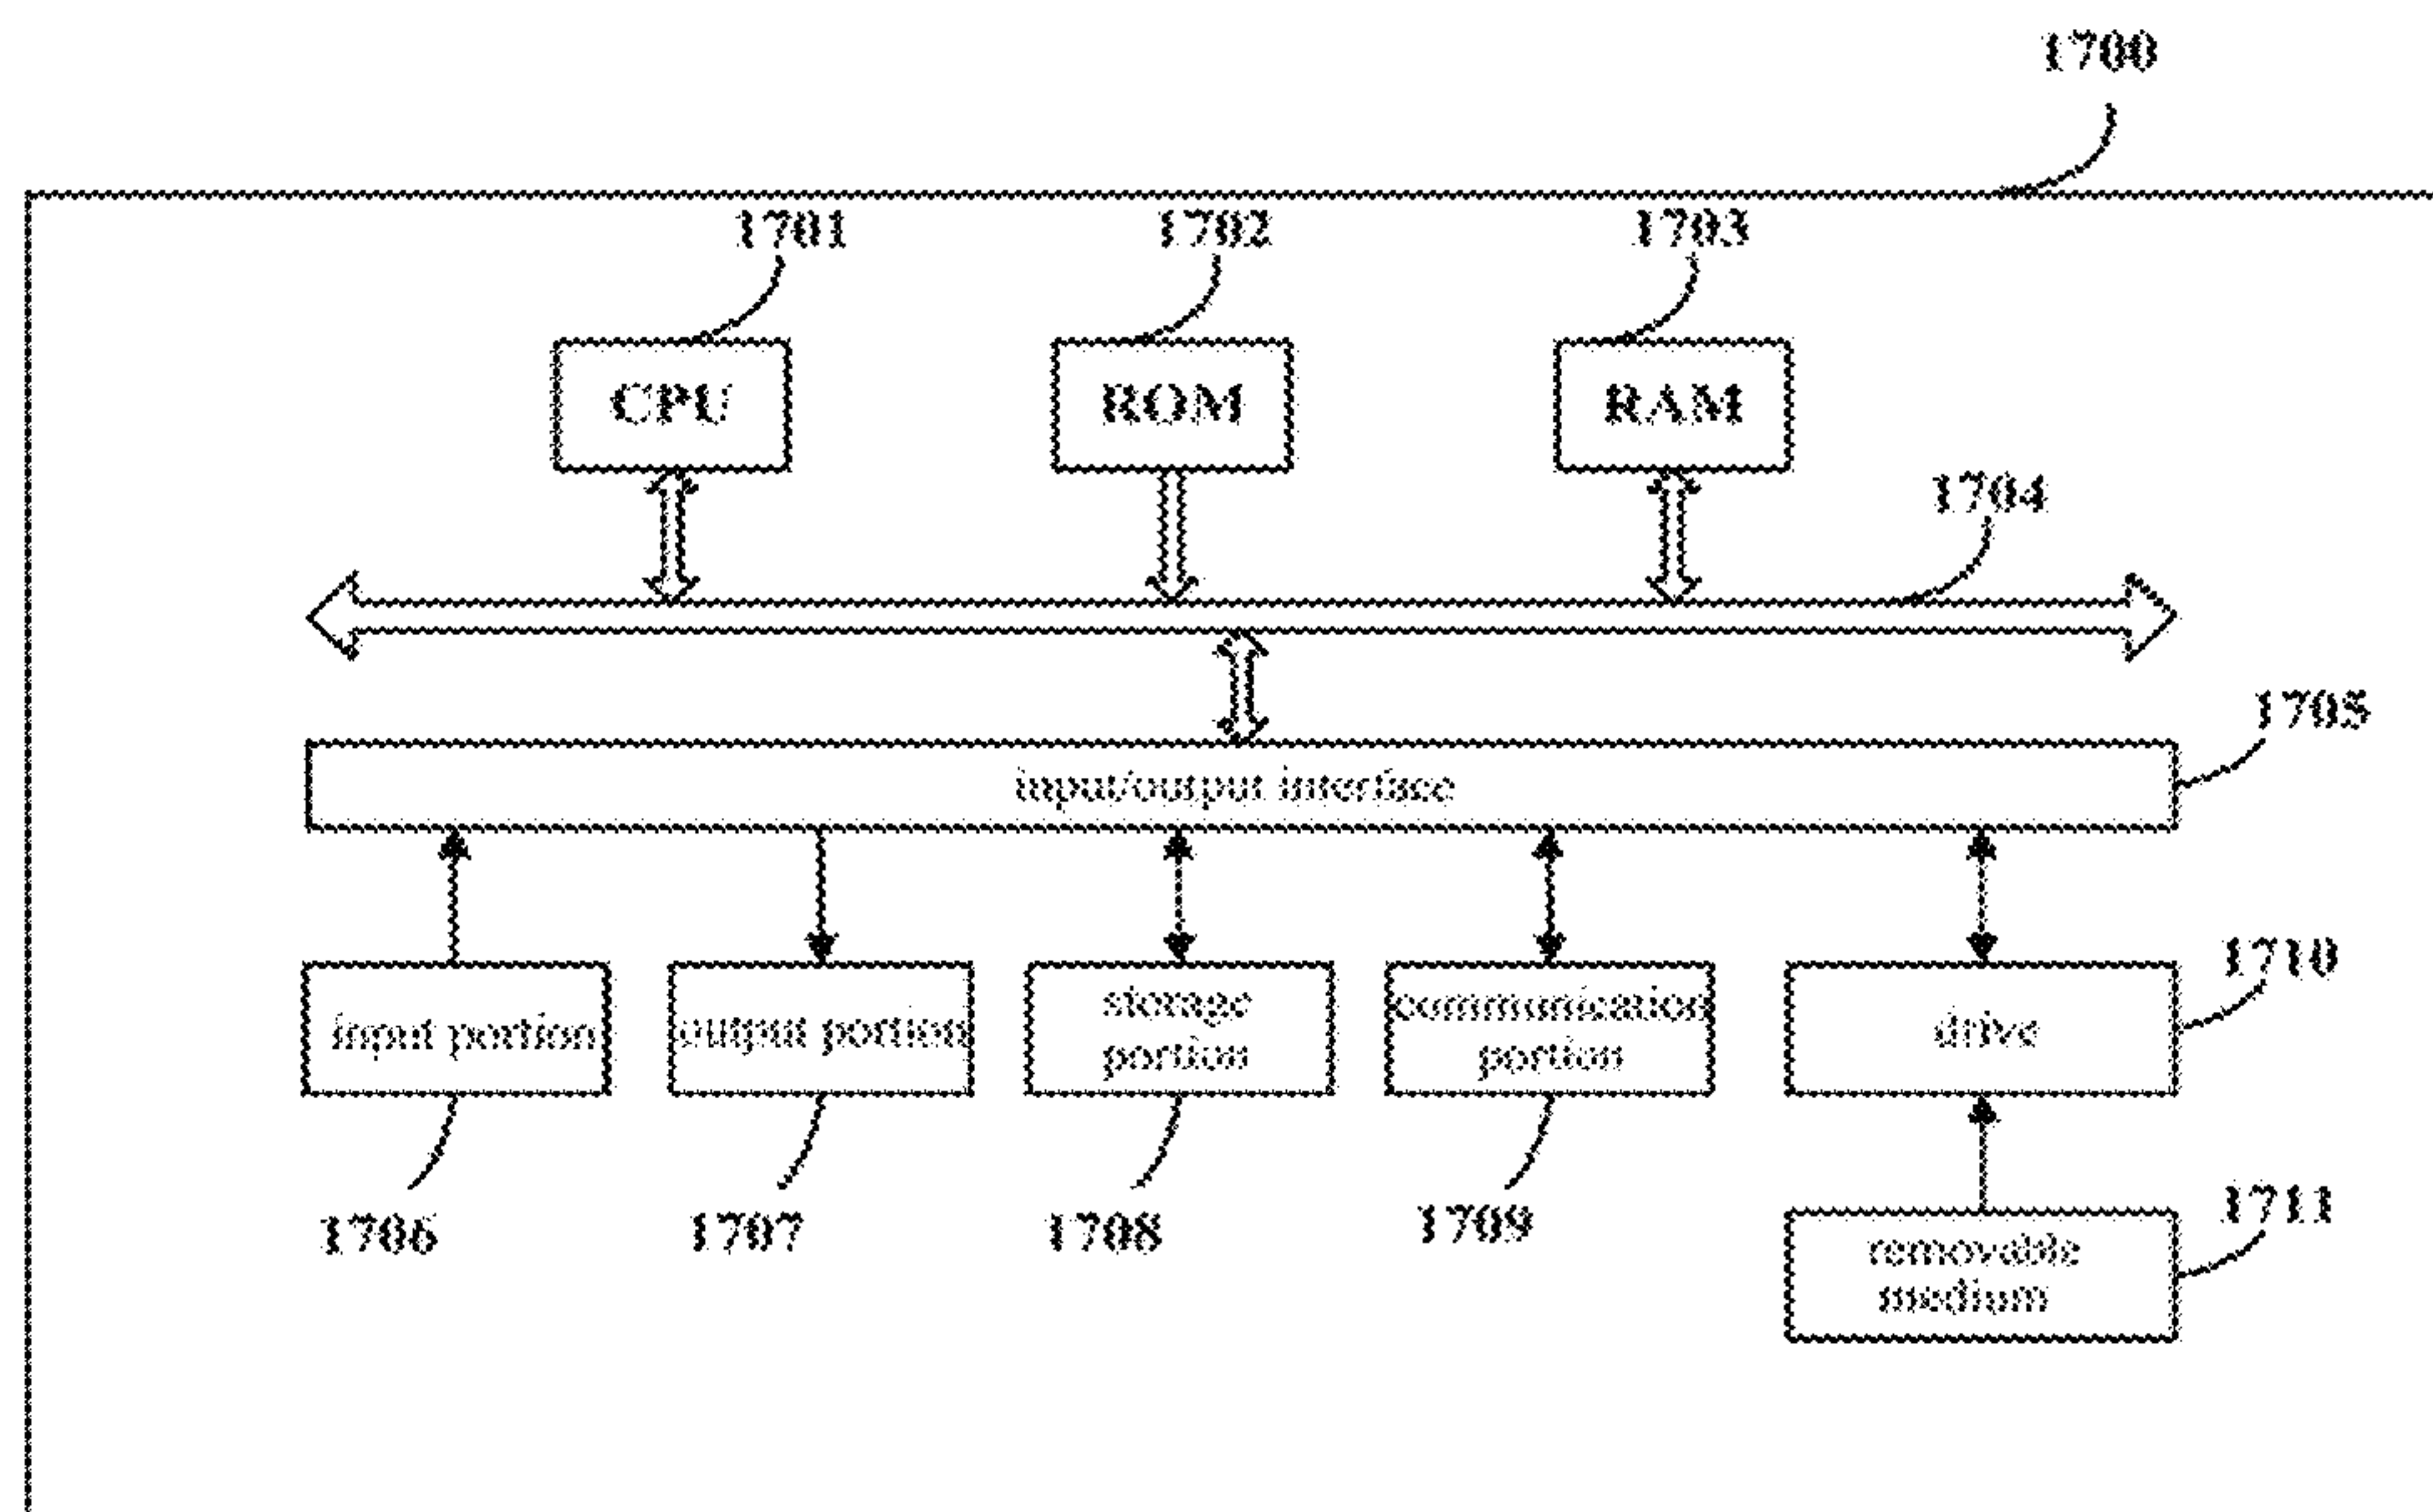 1700
1701
1702
1703
CPU
ROM
RAM
1704
1705
input/output interface
1710
input portion
output portion
storage
portion
communication
portion
drive
1706
1707
1708
1709
1711
removable
medium